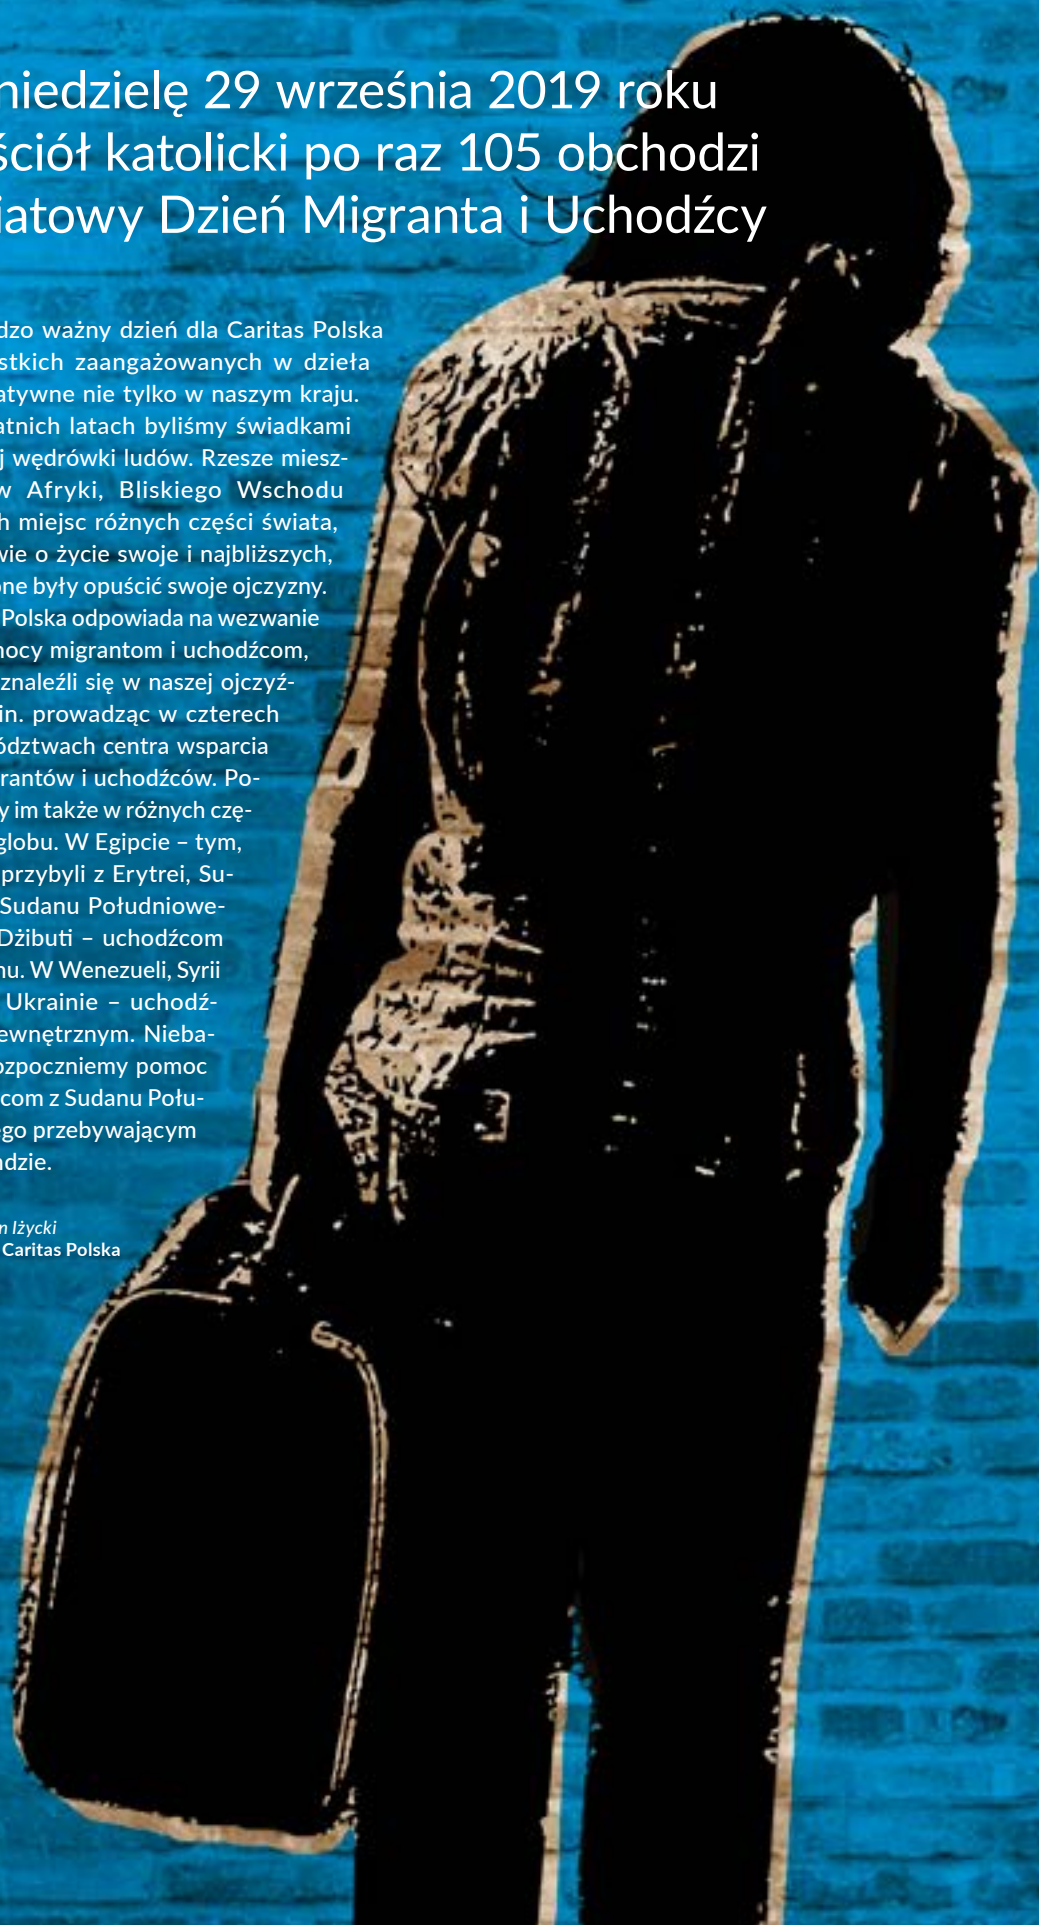 niedzielę 29 września 2019 roku
ściół katolicki po raz 105 obchodzi
iatowy Dzień Migranta i Uchodźcy
dzo ważny dzień dla Caritas Polska
stkich zaangażowanych w dzieła
atywne nie tylko w naszym kraju.
atnich latach byliśmy świadkami
j wędrówki ludów. Rzesze miesz-
w Afryki, Bliskiego Wschodu
h miejsc różnych części świata,
wie o życie swoje i najbliższych,
one były opuścić swoje ojczyzny.
Polska odpowiada na wezwanie
mocy migrantom i uchodźcom,
znaleźli się w naszej ojczyź-
in. prowadząc w czterech
ództwach centra wsparcia
rantów i uchodźców. Po-
y im także w różnych czę-
globu. W Egipcie – tym,
przybyli z Erytrei, Su-
Sudanu Południowe-
Dżibuti – uchodźcom
nu. W Wenezueli, Syrii
Ukrainie – uchodź-
ewnętrznym. Nieba-
ozpoczniemy pomoc
com z Sudanu Połu-
ego przebywającym
ndzie.
n Iżycki
Caritas Polska